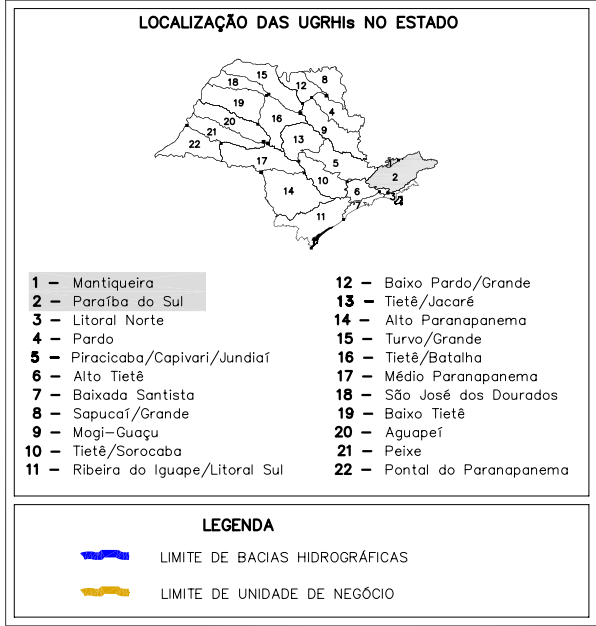 LOCALIZAÇÃO DAS UGRHIs NO ESTADO
15
18
8
12
19
4
16
20
9
21
13
22
17
5
2
10
6
14
7
11
1 – Mantiqueira
2 – Paraíba do Sul
3 – Litoral Norte
4 – Pardo
5 – Piracicaba/Capivari/Jundiaí
6 – Alto Tietê
7 – Baixada Santista
8 – Sapucaí/Grande
9 – Mogi–Guaçu
10 – Tietê/Sorocaba
11 – Ribeira do Iguape/Litoral Sul
12 – Baixo Pardo/Grande
13 – Tietê/Jacaré
14 – Alto Paranapanema
15 – Turvo/Grande
16 – Tietê/Batalha
17 – Médio Paranapanema
18 – São José dos Dourados
19 – Baixo Tietê
20 – Aguapeí
21 – Peixe
22 – Pontal do Paranapanema
LEGENDA
LIMITE DE BACIAS HIDROGRÁFICAS
LIMITE DE UNIDADE DE NEGÓCIO